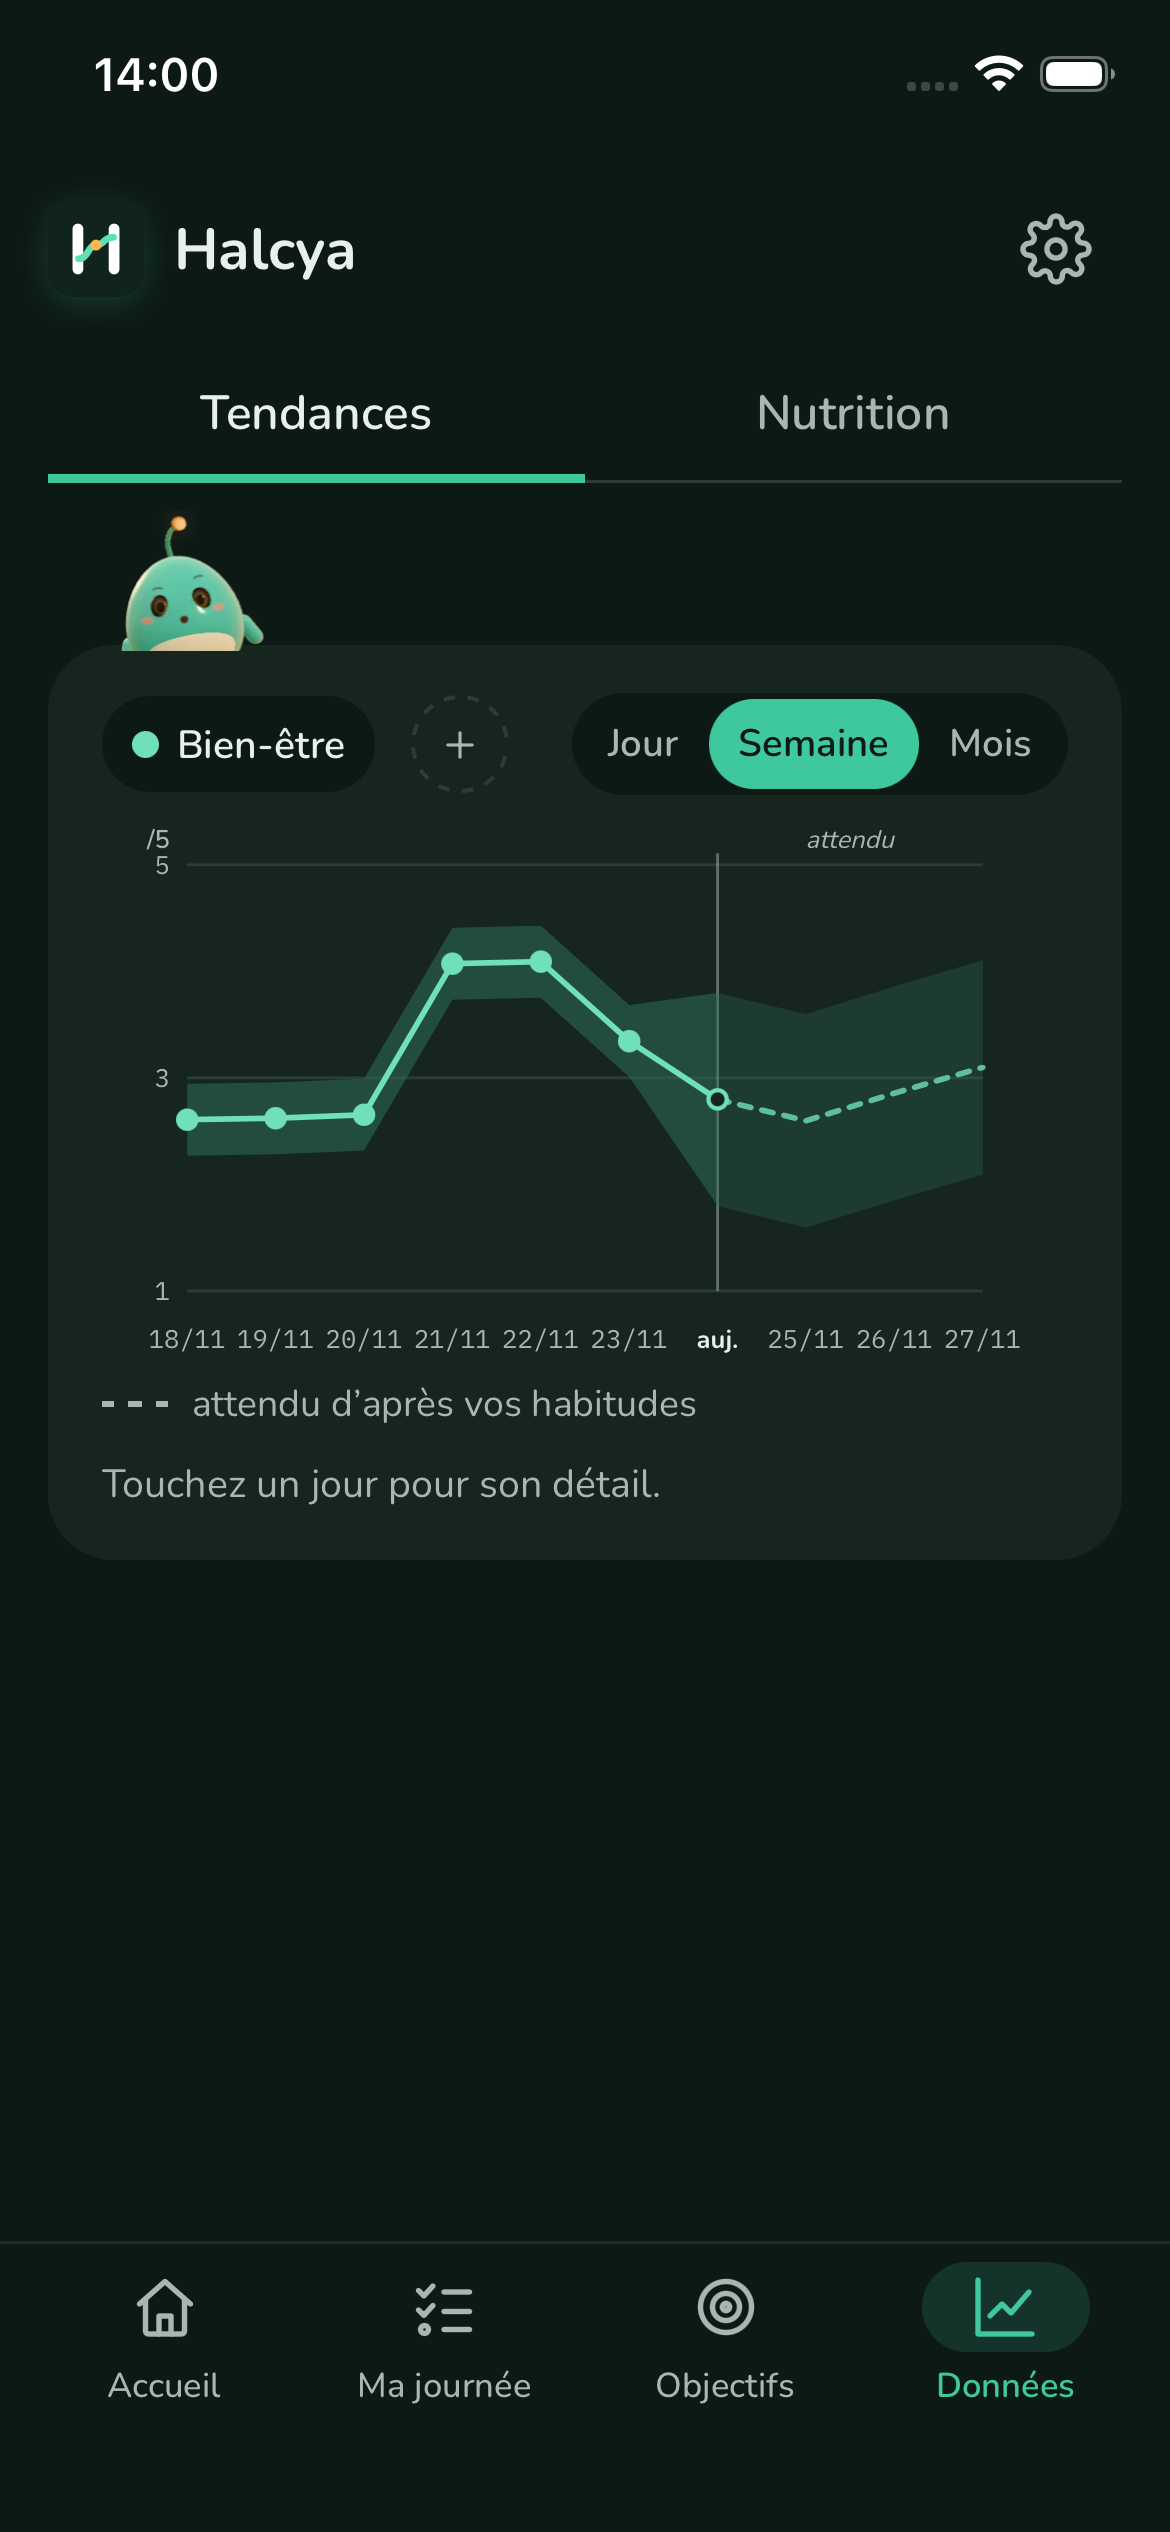 14:00
Halcya
Tendances Nutrition
Bien-être + Jour Semaine Mois
/5 attendu
5
3
1
18/11 19/11 20/11 21/11 22/11 23/11 auj. 25/11 26/11 27/11
attendu d’après vos habitudes
Touchez un jour pour son détail.
Accueil Ma journée Objectifs Données